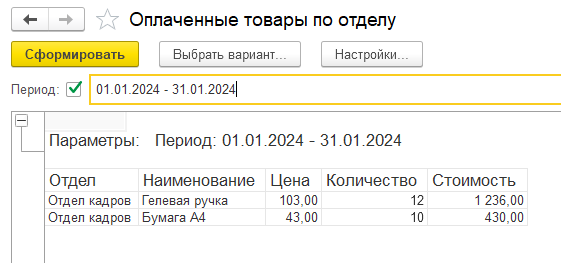 Оплаченные товары по отделу
Сформировать Выбрать вариант... Настройки...
Период: 01.01.2024 - 31.01.2024
Параметры: Период: 01.01.2024 - 31.01.2024
Отдел Наименование Цена Количество Стоимость
Отдел кадров Гелевая ручка 103,00 12 1 236,00
Отдел кадров Бумага А4 43,00 10 430,00